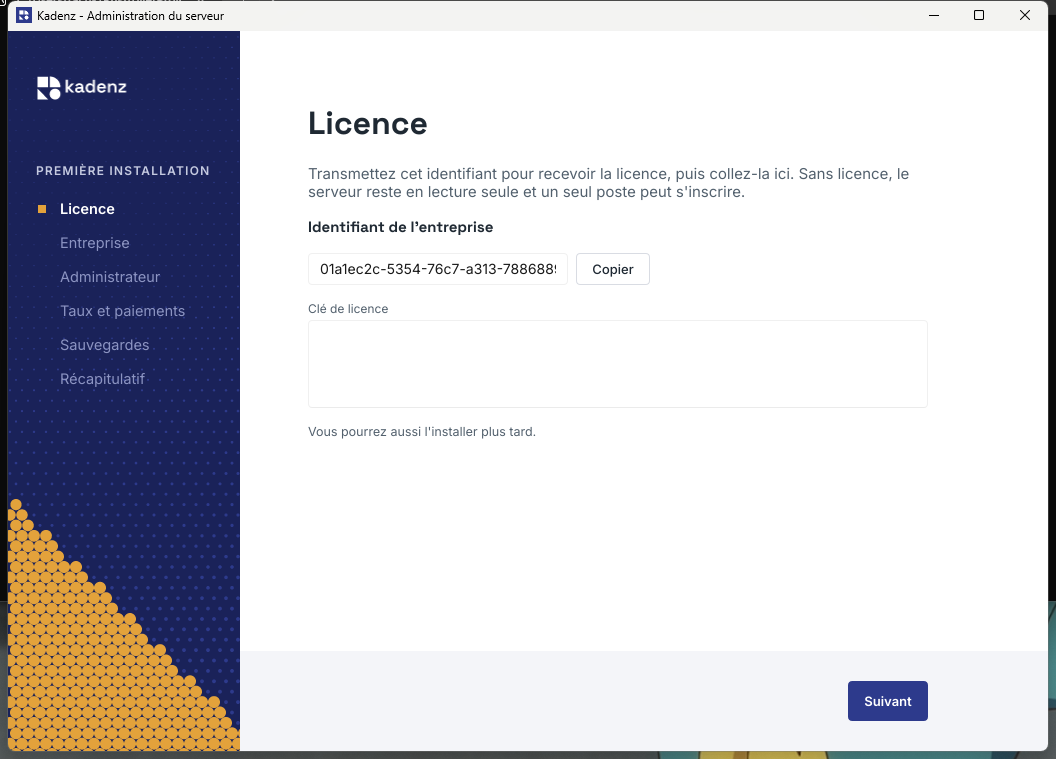 Kadenz - Administration du serveur
kadenz
PREMIÈRE INSTALLATION
Licence
Entreprise
Administrateur
Taux et paiements
Sauvegardes
Récapitulatif
Licence
Transmettez cet identifiant pour recevoir la licence, puis collez-la ici. Sans licence, le
serveur reste en lecture seule et un seul poste peut s'inscrire.
Identifiant de l'entreprise
01a1ec2c-5354-76c7-a313-788688
Copier
Clé de licence
Vous pourrez aussi l'installer plus tard.
Suivant